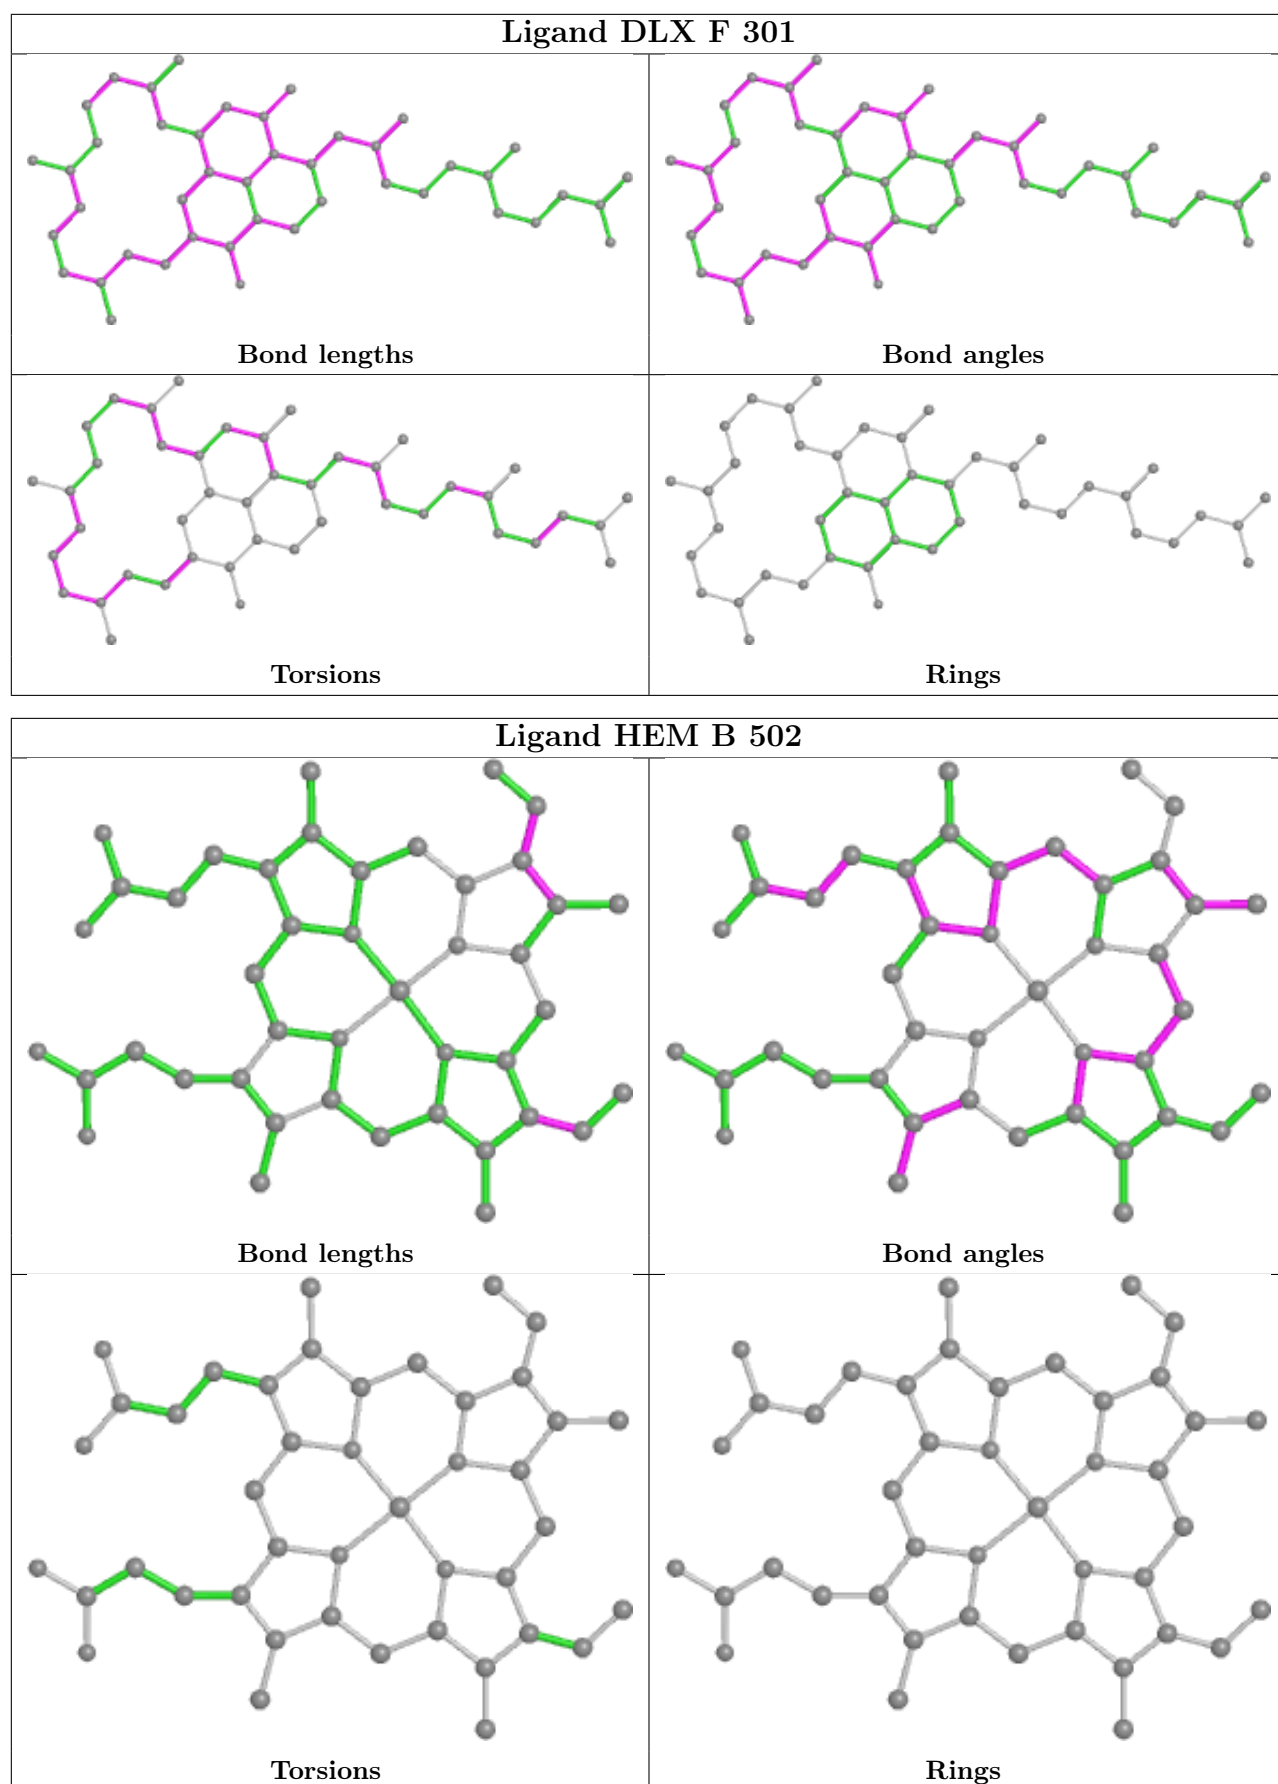 Ligand DLX F 301
Bond lengths
Bond angles
Torsions
Rings
Ligand HEM B 502
Bond lengths
Bond angles
Torsions
Rings